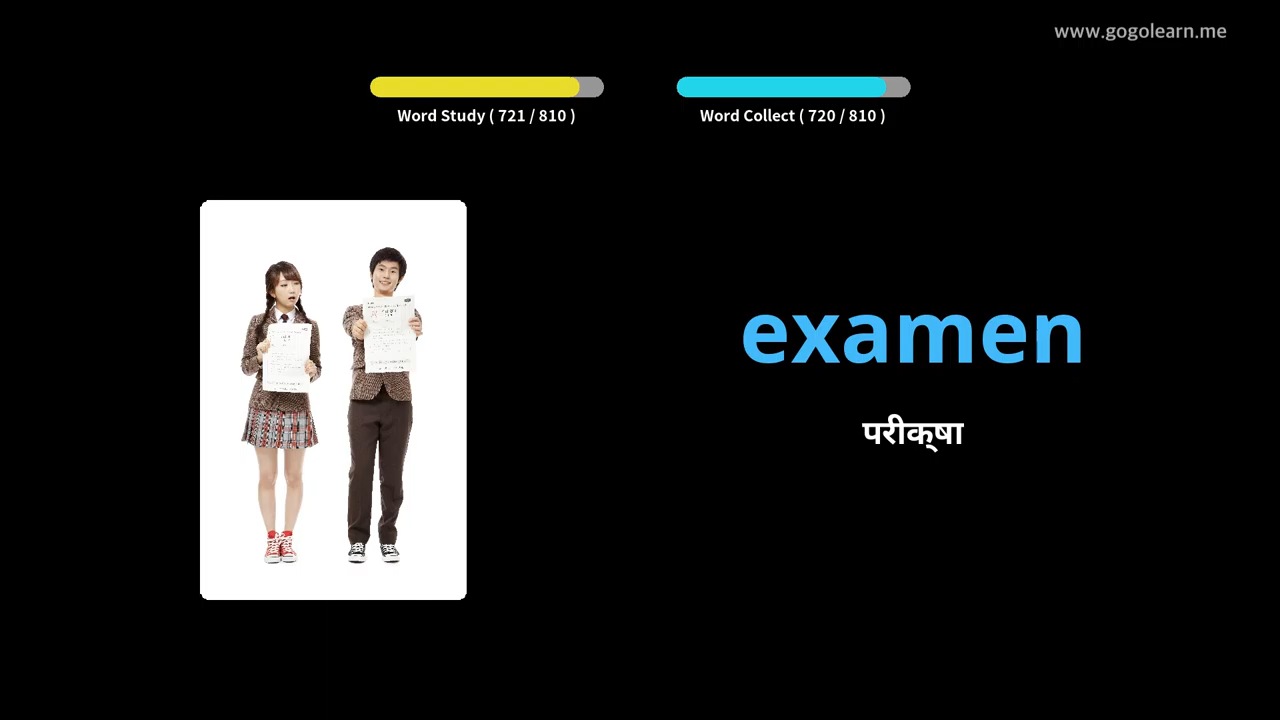 www.gogolearn.me
Word Study ( 721 / 810 )
Word Collect ( 720 / 810 )
examen
परीक्‌षा